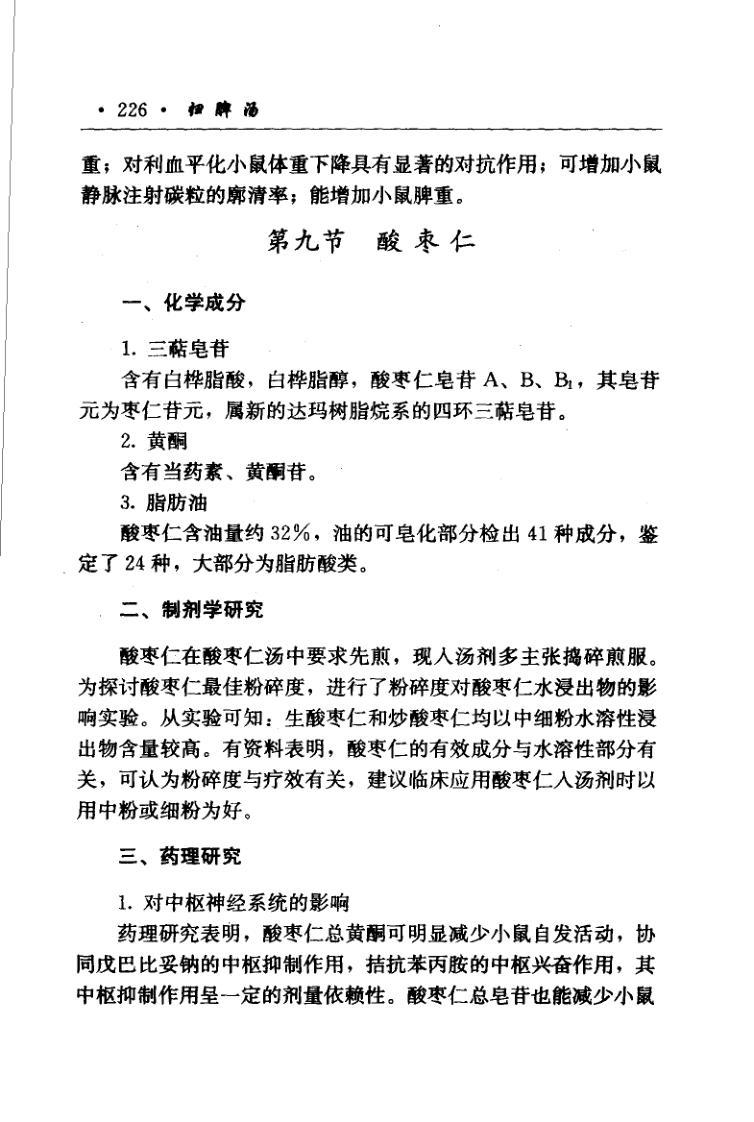 · 226 · 归脾汤
重；对利血平化小鼠体重下降具有显著的对抗作用；可增加小鼠
静脉注射碳粒的廓清率；能增加小鼠脾重。
第九节 酸枣仁
一、化学成分
1. 三萜皂苷
含有白桦脂酸，白桦脂醇，酸枣仁皂苷 A、B、B₁，其皂苷
元为枣仁苷元，属新的达玛树脂烷系的四环三萜皂苷。
2. 黄酮
含有当药素、黄酮苷。
3. 脂肪油
酸枣仁含油量约 32%，油的可皂化部分检出 41 种成分，鉴
定了 24 种，大部分为脂肪酸类。
二、制剂学研究
酸枣仁在酸枣仁汤中要求先煎，现入汤剂多主张捣碎煎服。
为探讨酸枣仁最佳粉碎度，进行了粉碎度对酸枣仁水浸出物的影
响实验。从实验可知：生酸枣仁和炒酸枣仁均以中细粉水溶性浸
出物含量较高。有资料表明，酸枣仁的有效成分与水溶性部分有
关，可认为粉碎度与疗效有关，建议临床应用酸枣仁入汤剂时以
用中粉或细粉为好。
三、药理研究
1. 对中枢神经系统的影响
药理研究表明，酸枣仁总黄酮可明显减少小鼠自发活动，协
同戊巴比妥钠的中枢抑制作用，拮抗苯丙胺的中枢兴奋作用，其
中枢抑制作用呈一定的剂量依赖性。酸枣仁总皂苷也能减少小鼠